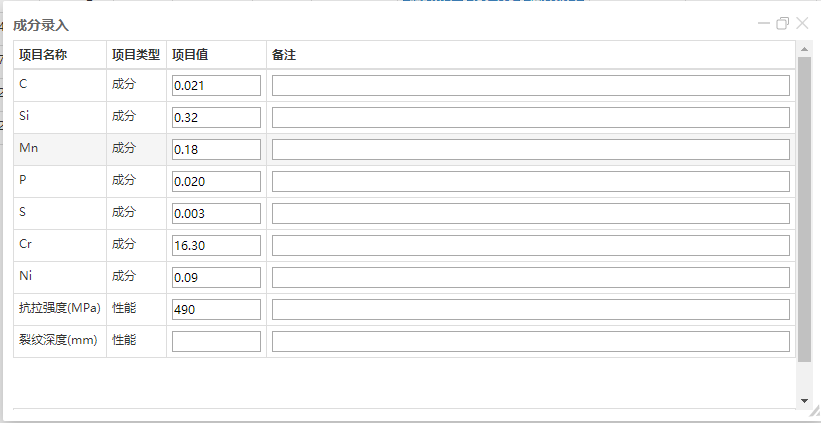 成分录入
项目名称 项目类型 项目值 备注
C 成分 0.021
Si 成分 0.32
Mn 成分 0.18
P 成分 0.020
S 成分 0.003
Cr 成分 16.30
Ni 成分 0.09
抗拉强度(MPa) 性能 490
裂纹深度(mm) 性能